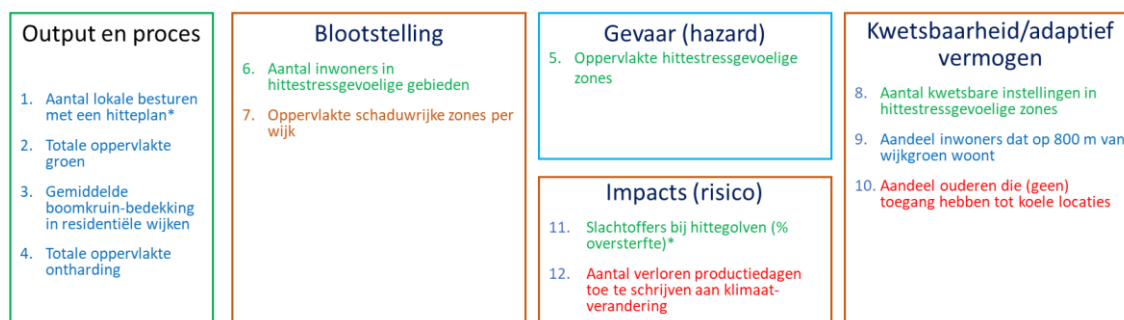 Output en proces
1. Aantal lokale besturen
met een hitteplan*
2. Totale oppervlakte
groen
3. Gemiddelde
boomkruin-bedekking
in residentiële wijken
4. Totale oppervlakte
ontharding
Blootstelling
6. Aantal inwoners in
hittestressgevoelige gebieden
7. Oppervlakte schaduwrijke zones per
wijk
Gevaar (hazard)
5. Oppervlakte hittestressgevoelige
zones
Impacts (risico)
11. Slachtoffers bij hittegolven (%
oversterfte)*
12. Aantal verloren productiedagen
toe te schrijven aan klimaat-
verandering
Kwetsbaarheid/adaptief
vermogen
8. Aantal kwetsbare instellingen in
hittestressgevoelige zones
9. Aandeel inwoners dat op 800 m van
wijkgroen woont
10. Aandeel ouderen die (geen)
toegang hebben tot koele locaties